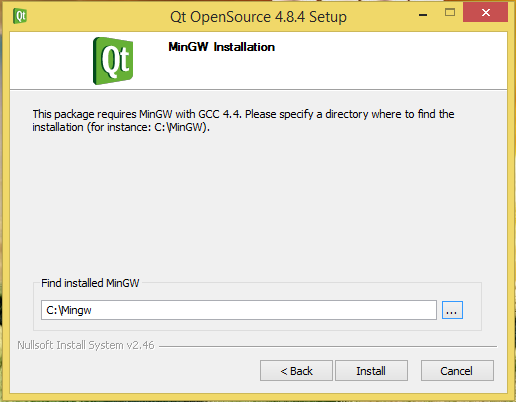 Qt OpenSource 4.8.4 Setup
Qt
MinGW Installation
This package requires MinGW with GCC 4.4. Please specify a directory where to find the
installation (for instance: C:\MinGW).
Find installed MinGW
C:\Mingw
...
Nullsoft Install System v2.46
< Back
Install
Cancel